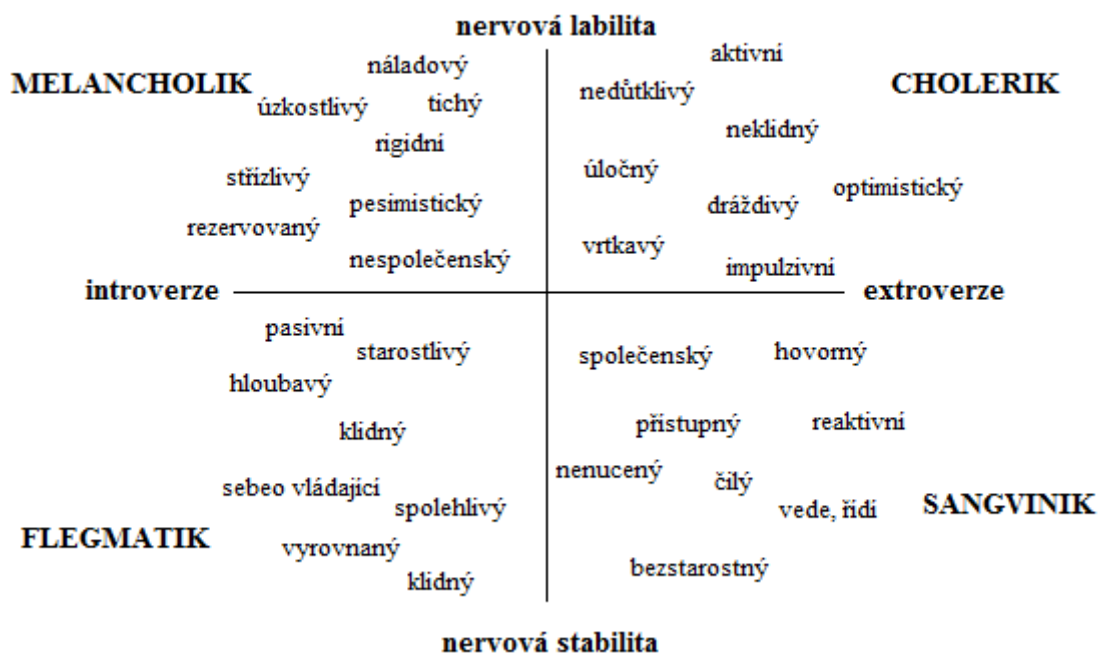 nervová labilita
MELANCHOLIK
náladový
úzkostlivý
tichý
rigidní
střízlivý
pesimistický
rezervovaný
nespolečenský
aktivní
CHOLERIK
nedůtklivý
neklidný
úločný
optimistický
dráždivý
vrtkavý
impulzivní
introverze
extroverze
pasivní
starostlivý
hloubavý
klidný
sebeo vládající
spolehlivý
FLEGMATIK
vyrovnaný
klidný
společenský
hovorný
přístupný
reaktivní
nenucený
čilý
vede, řídí
SANGVINIK
bezstarostný
nervová stabilita